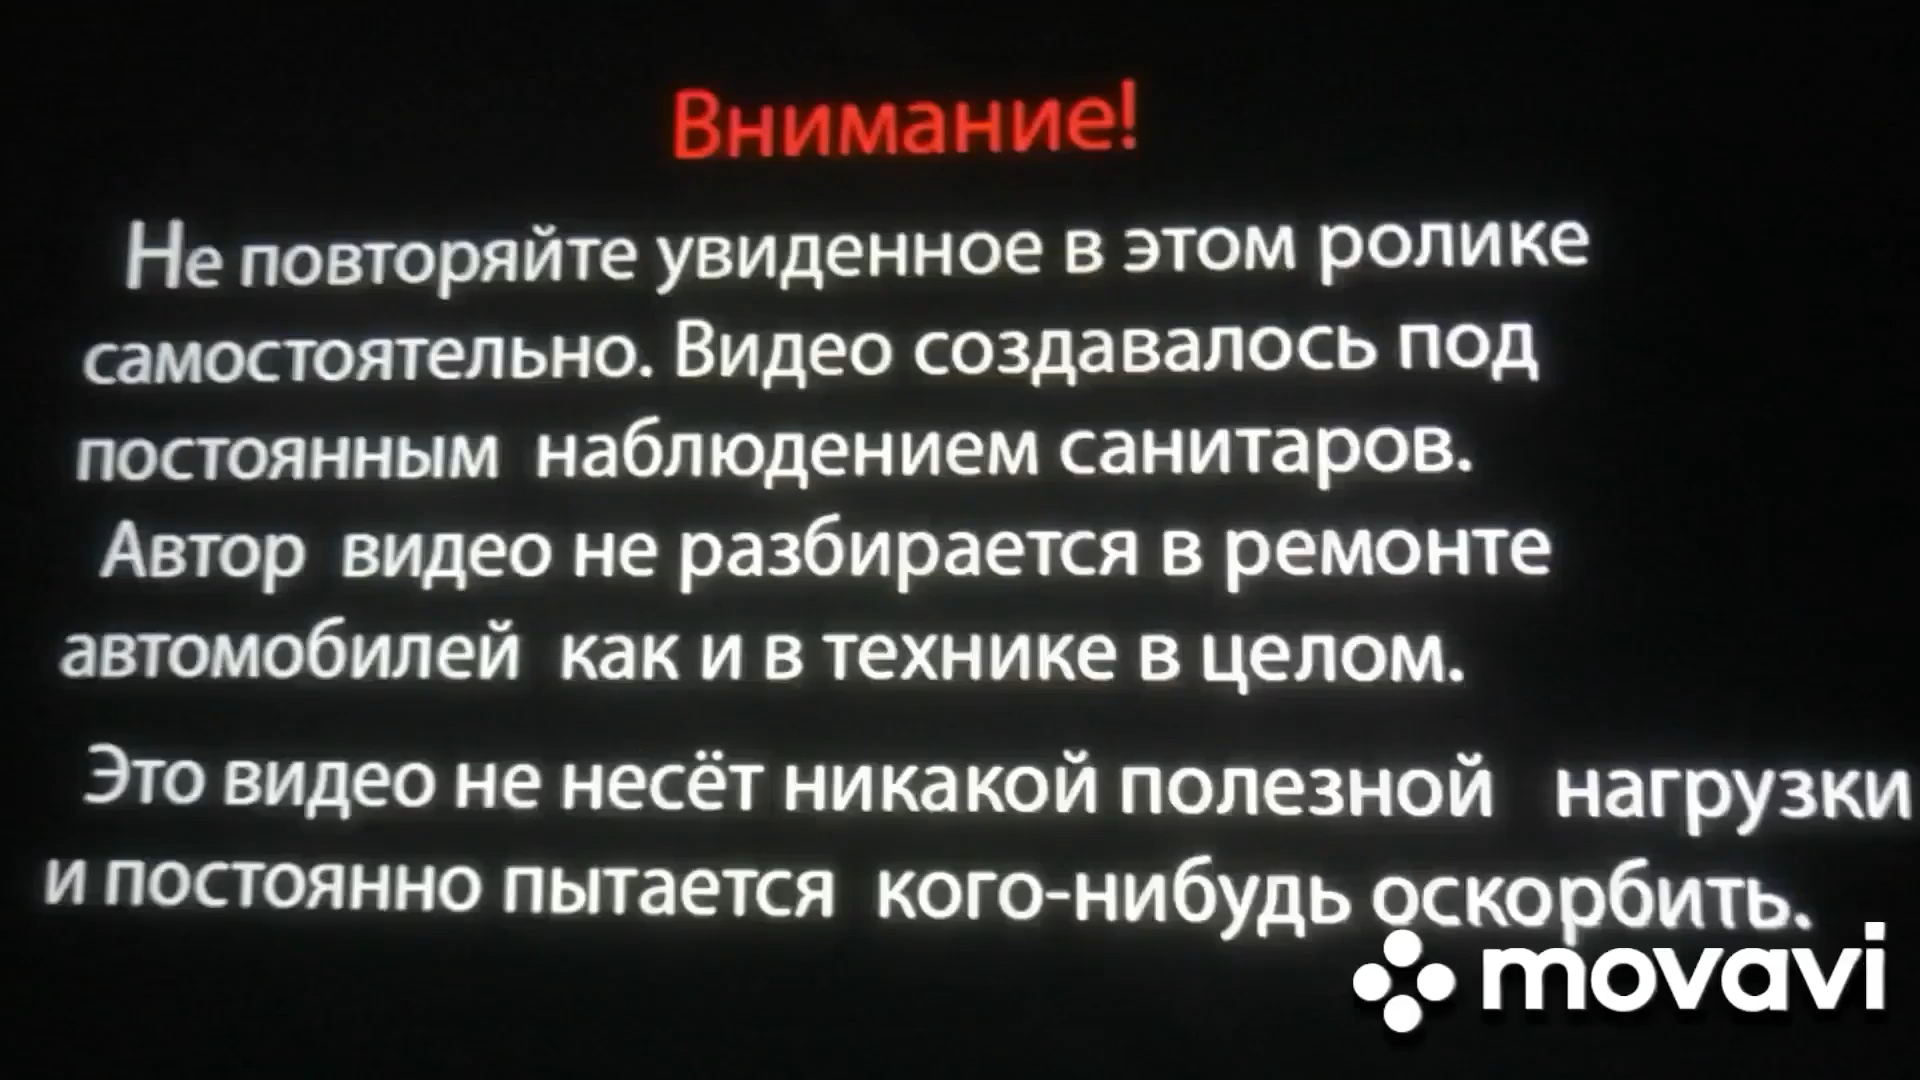 Внимание!
Не повторяйте увиденное в этом ролике
самостоятельно. Видео создавалось под
постоянным наблюдением санитаров.
Автор видео не разбирается в ремонте
автомобилей как и в технике в целом.
Это видео не несёт никакой полезной нагрузки
и постоянно пытается кого-нибудь оскорбить.
movavi